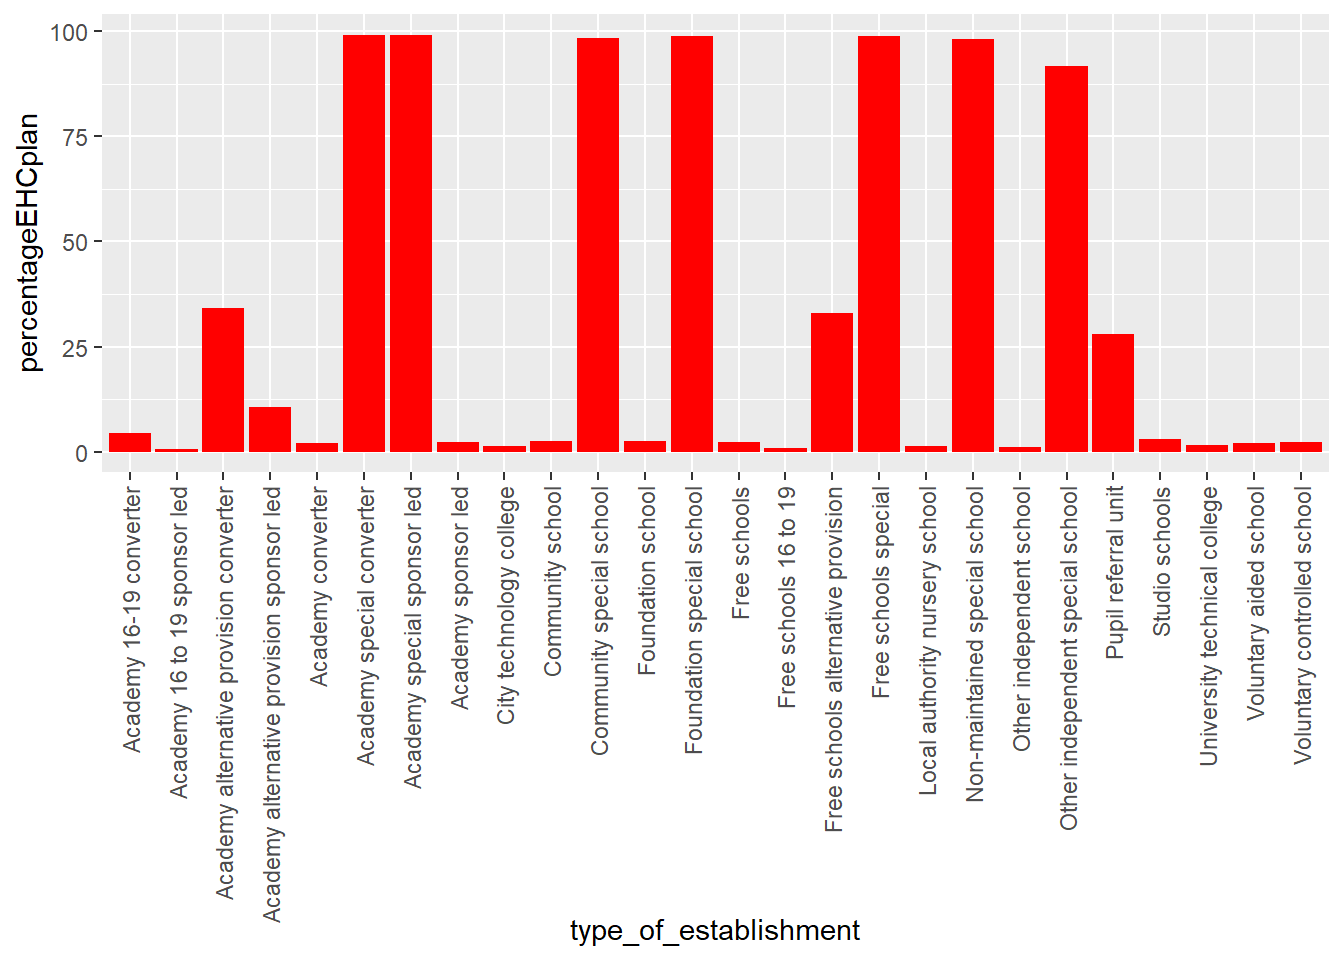 percentageEHCplan
100
75
50
25
0
Academy 16-19 converter
Academy 16 to 19 sponsor led
Academy alternative provision converter
Academy alternative provision sponsor led
Academy converter
Academy special converter
Academy special sponsor led
Academy sponsor led
City technology college
Community school
Community special school
Foundation school
Foundation special school
Free schools
Free schools 16 to 19
Free schools alternative provision
Free schools special
Local authority nursery school
Non-maintained special school
Other independent school
Other independent special school
Pupil referral unit
Studio schools
University technical college
Voluntary aided school
Voluntary controlled school
type_of_establishment